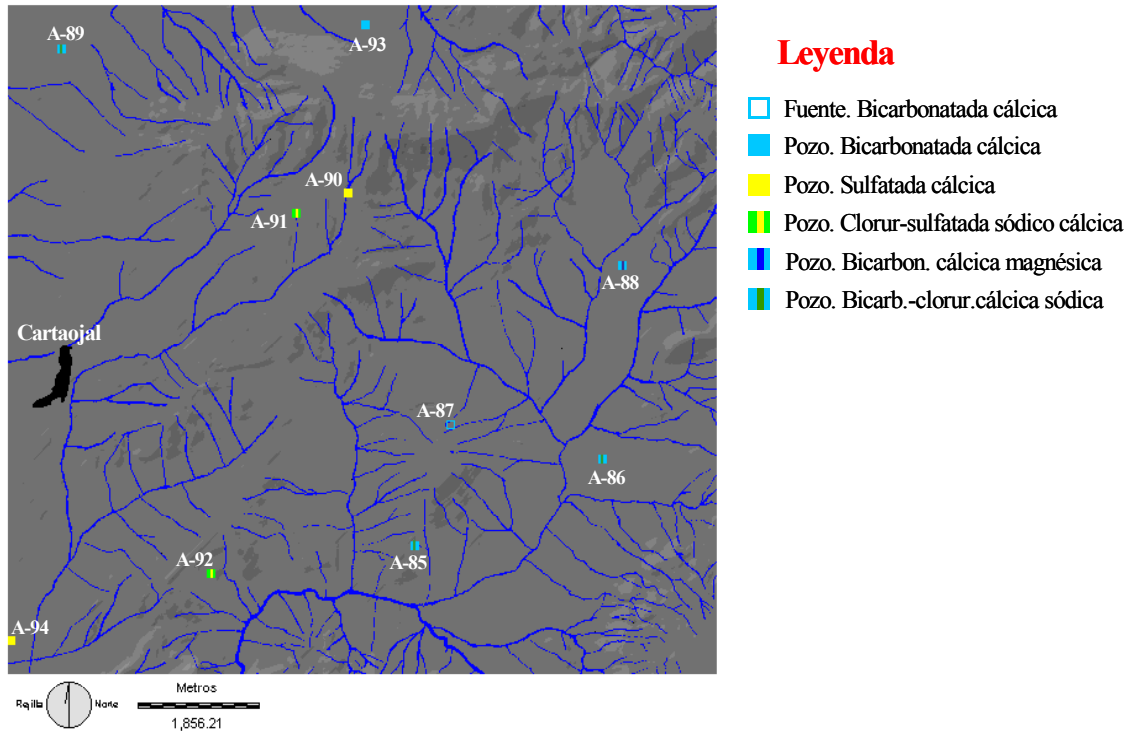 A-89
A-93
A-90
A-91
A-88
Cartaojal
A-87
A-86
A-92
A-85
A-94
Leyenda
Fuente. Bicarbonatada cálcica
Pozo. Bicarbonatada cálcica
Pozo. Sulfatada cálcica
Pozo. Clorur-sulfatada sódico cálcica
Pozo. Bicarbon. cálcica magnésica
Pozo. Bicarb.-clorur.cálcica sódica
Rejilla Norte
Metros
1,856.21